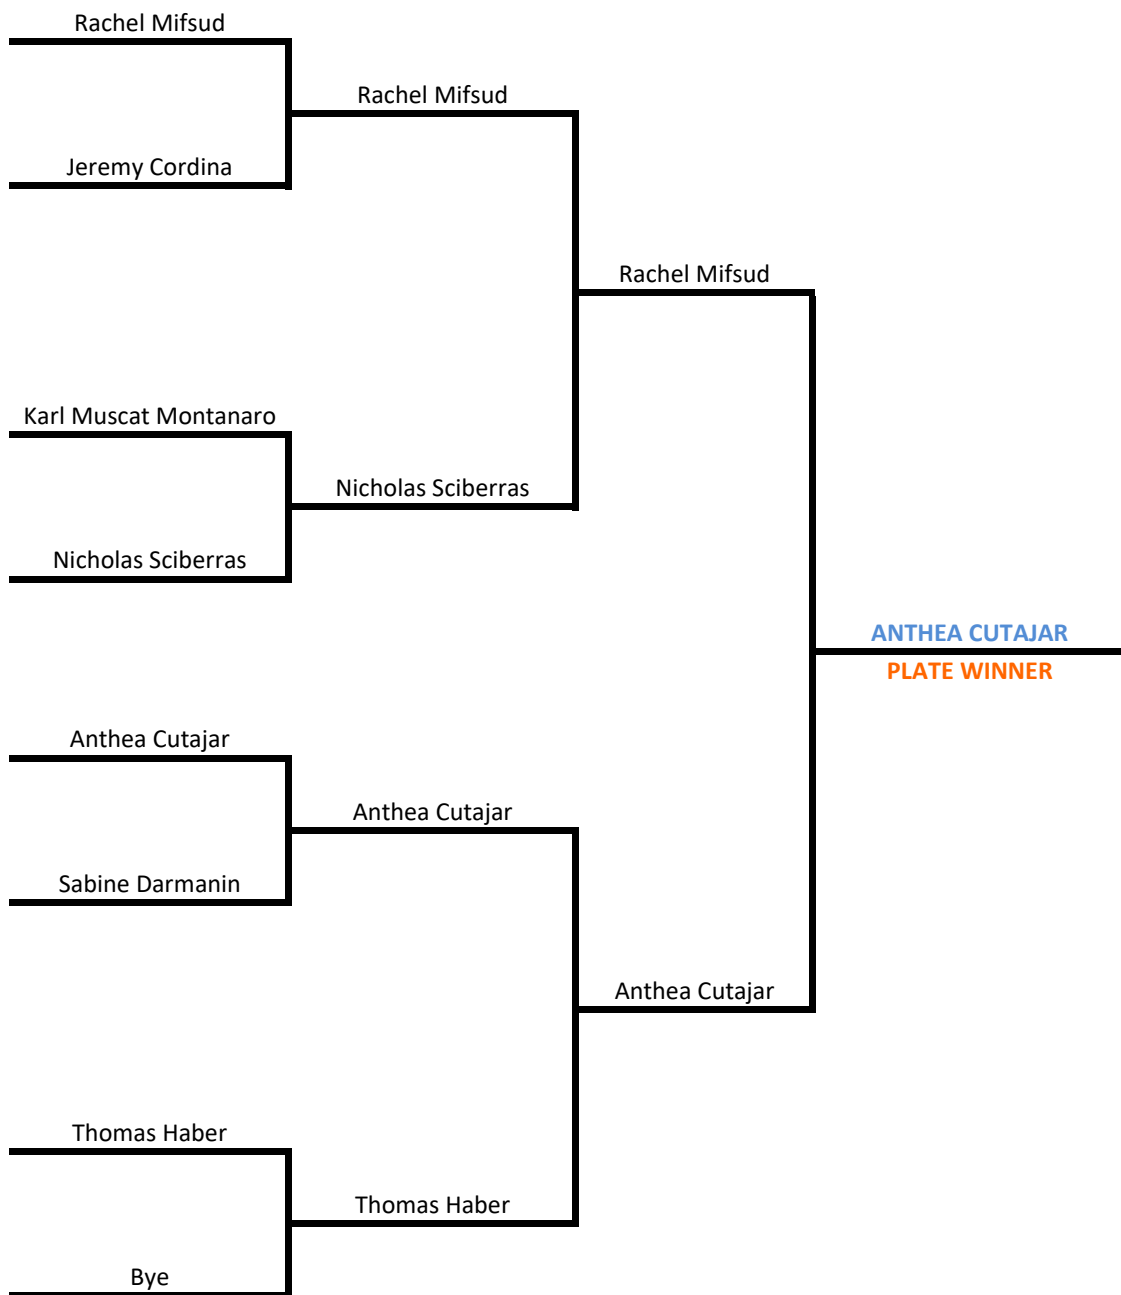 Rachel Mifsud
Rachel Mifsud
Jeremy Cordina
Rachel Mifsud
Karl Muscat Montanaro
Nicholas Sciberras
Nicholas Sciberras
ANTHEA CUTAJAR
PLATE WINNER
Anthea Cutajar
Anthea Cutajar
Sabine Darmanin
Anthea Cutajar
Thomas Haber
Thomas Haber
Bye